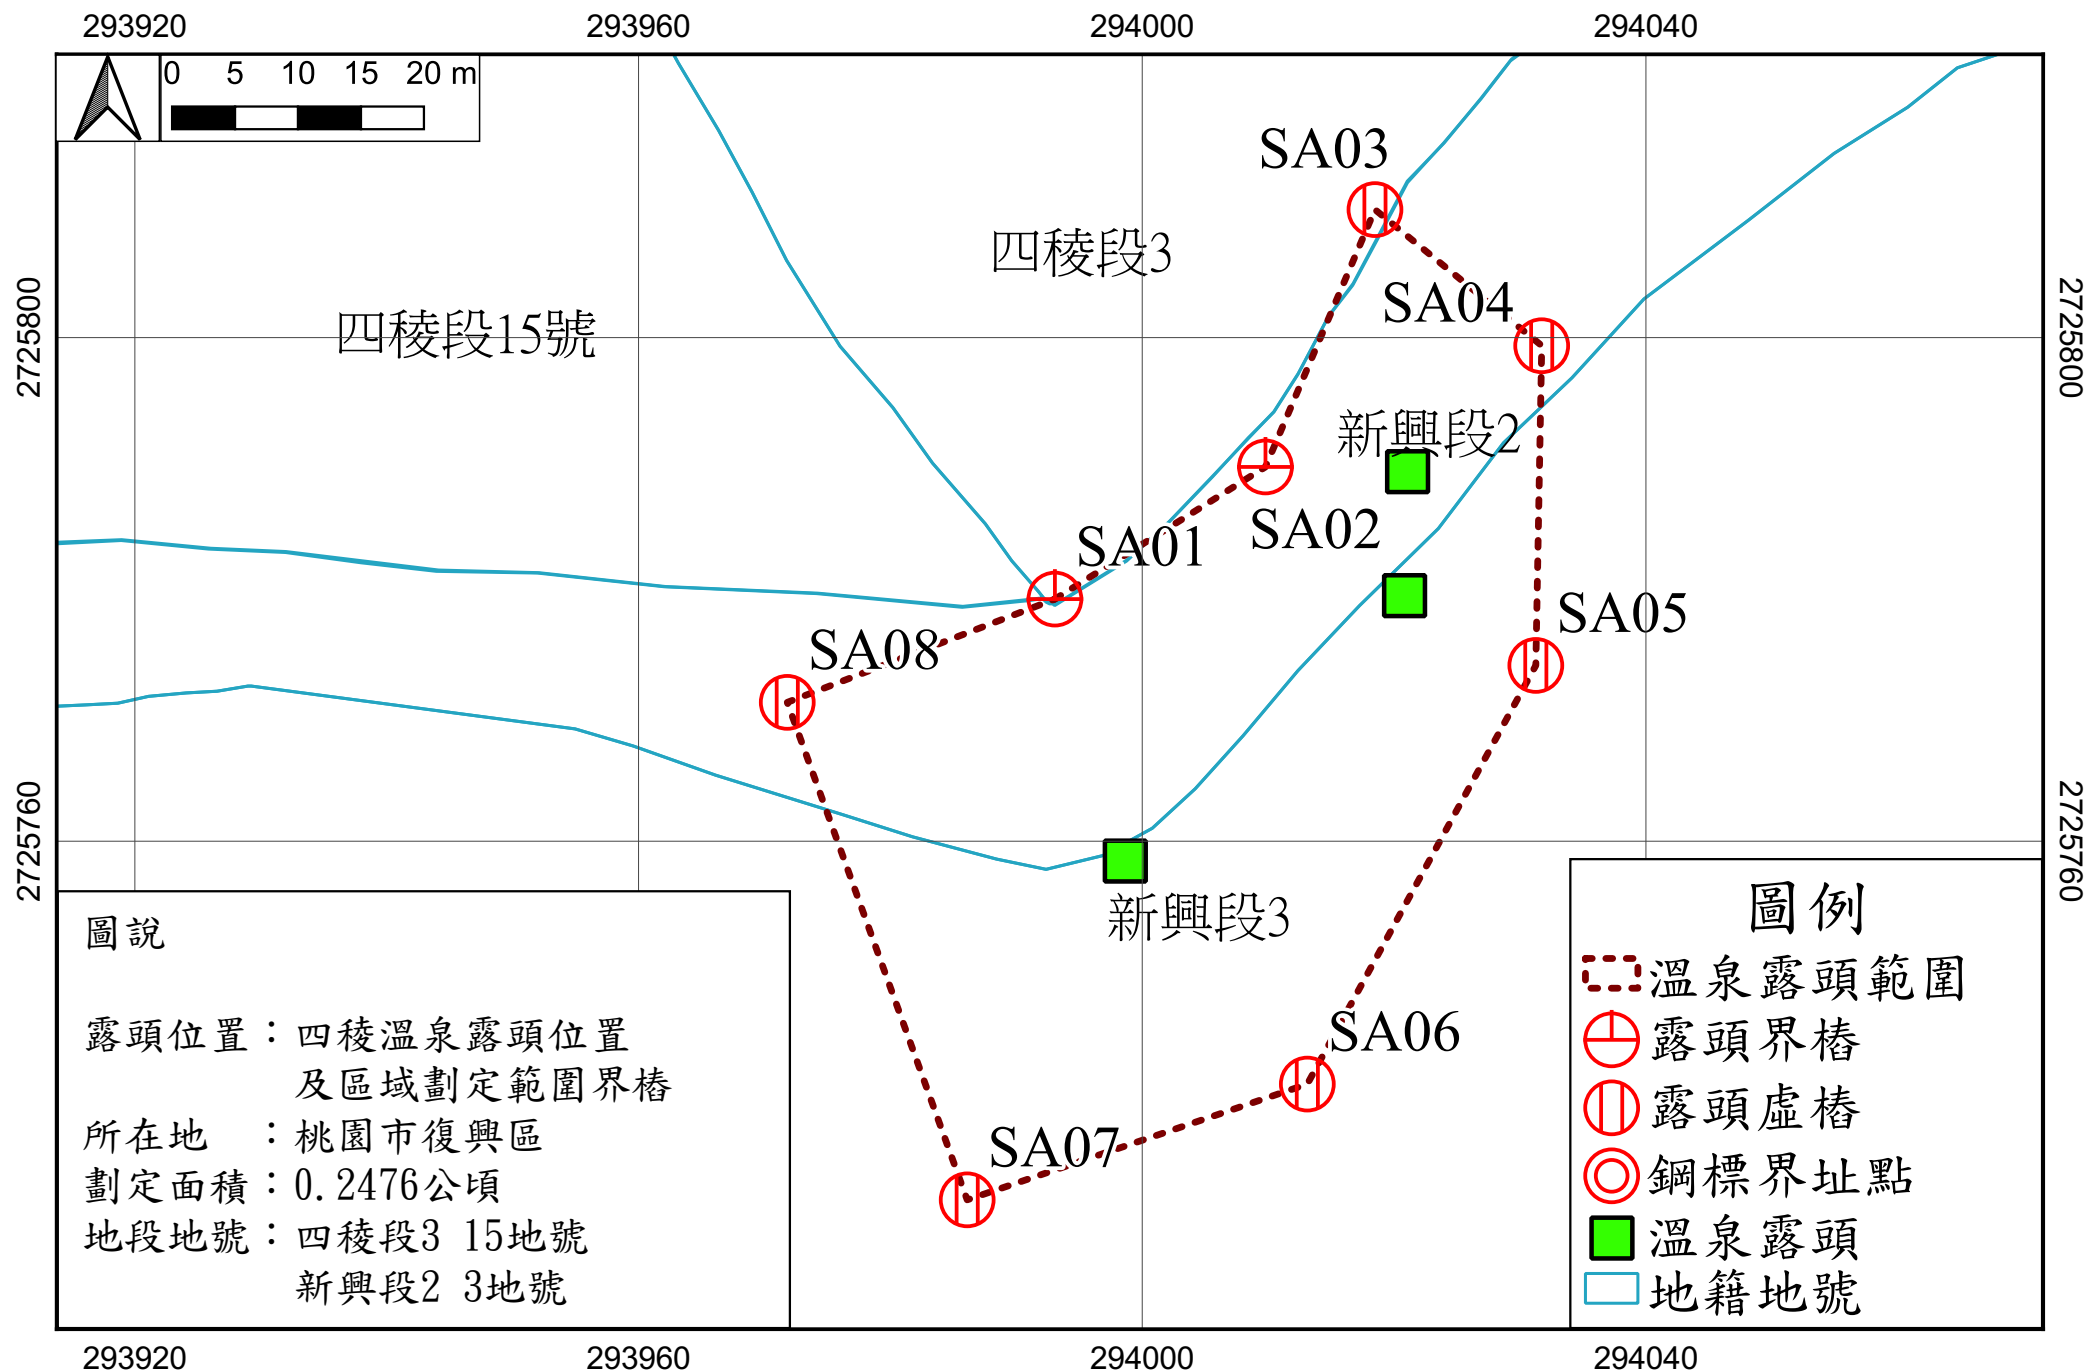 293920 293960 294000 294040
0 5 10 15 20 m
SA03
四稜段3
SA04
2725800
四稜段15號
2725800
新興段2
SA02
SA01
SA05
SA08
2725760
2725760
新興段3
SA06
SA07
圖說
露頭位置：四稜溫泉露頭位置
及區域劃定範圍界樁
所在地　：桃園市復興區
劃定面積：0.2476公頃
地段地號：四稜段3 15地號
新興段2 3地號
圖例
溫泉露頭範圍
露頭界樁
露頭虛樁
鋼標界址點
溫泉露頭
地籍地號
293920 293960 294000 294040